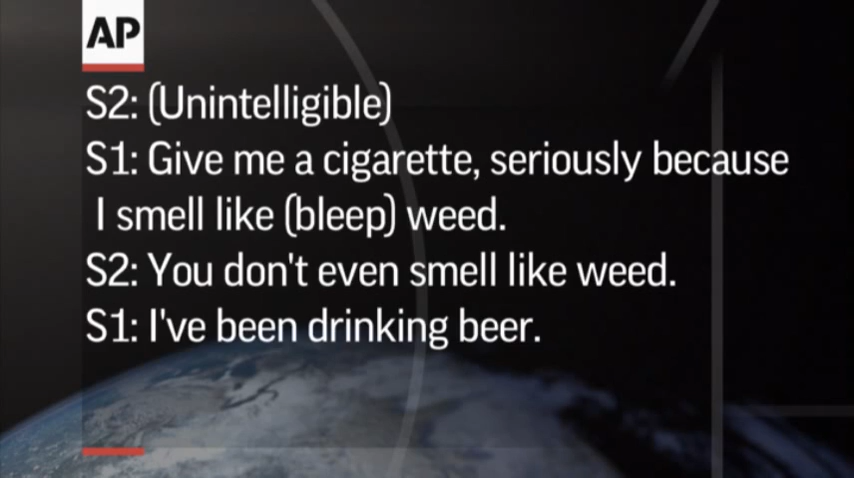 AP
S2: (Unintelligible)
S1: Give me a cigarette, seriously because
I smell like (bleep) weed.
S2: You don't even smell like weed.
S1: I've been drinking beer.